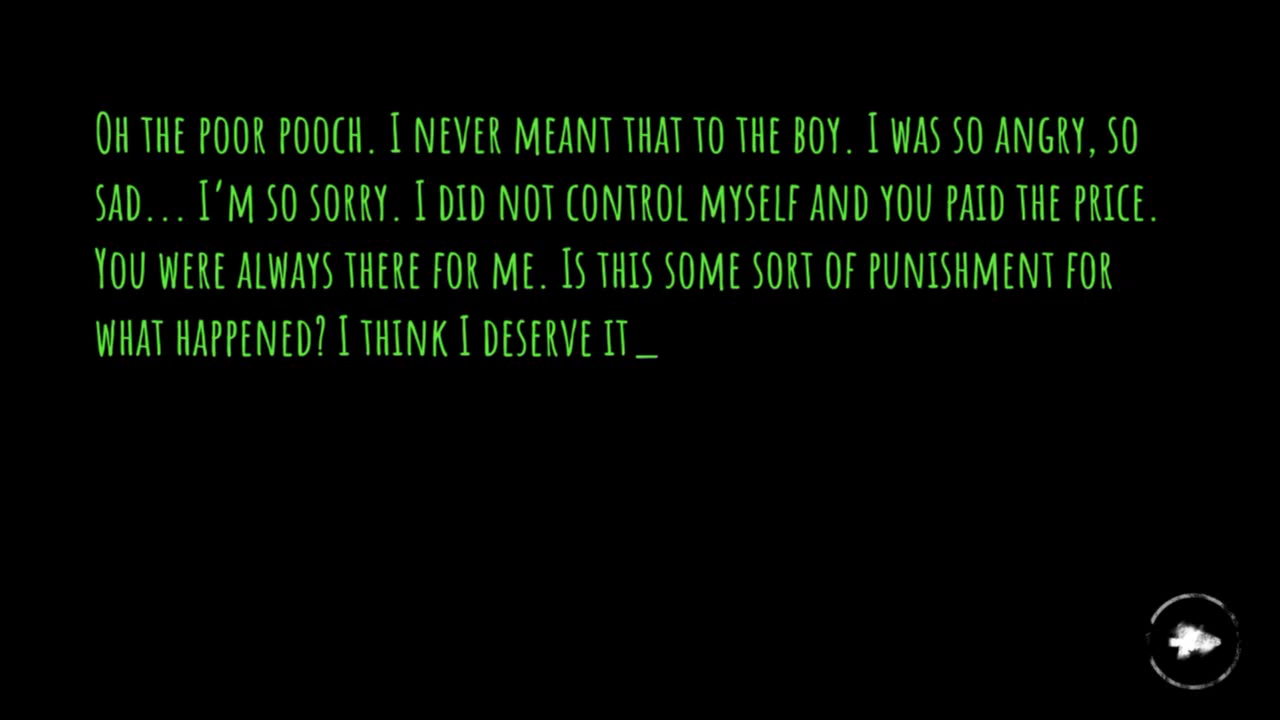 Oh the poor pooch. I never meant that to the boy. I was so angry, so
sad... I'm so sorry. I did not control myself and you paid the price.
You were always there for me. Is this some sort of punishment for
what happened? I think I deserve it_